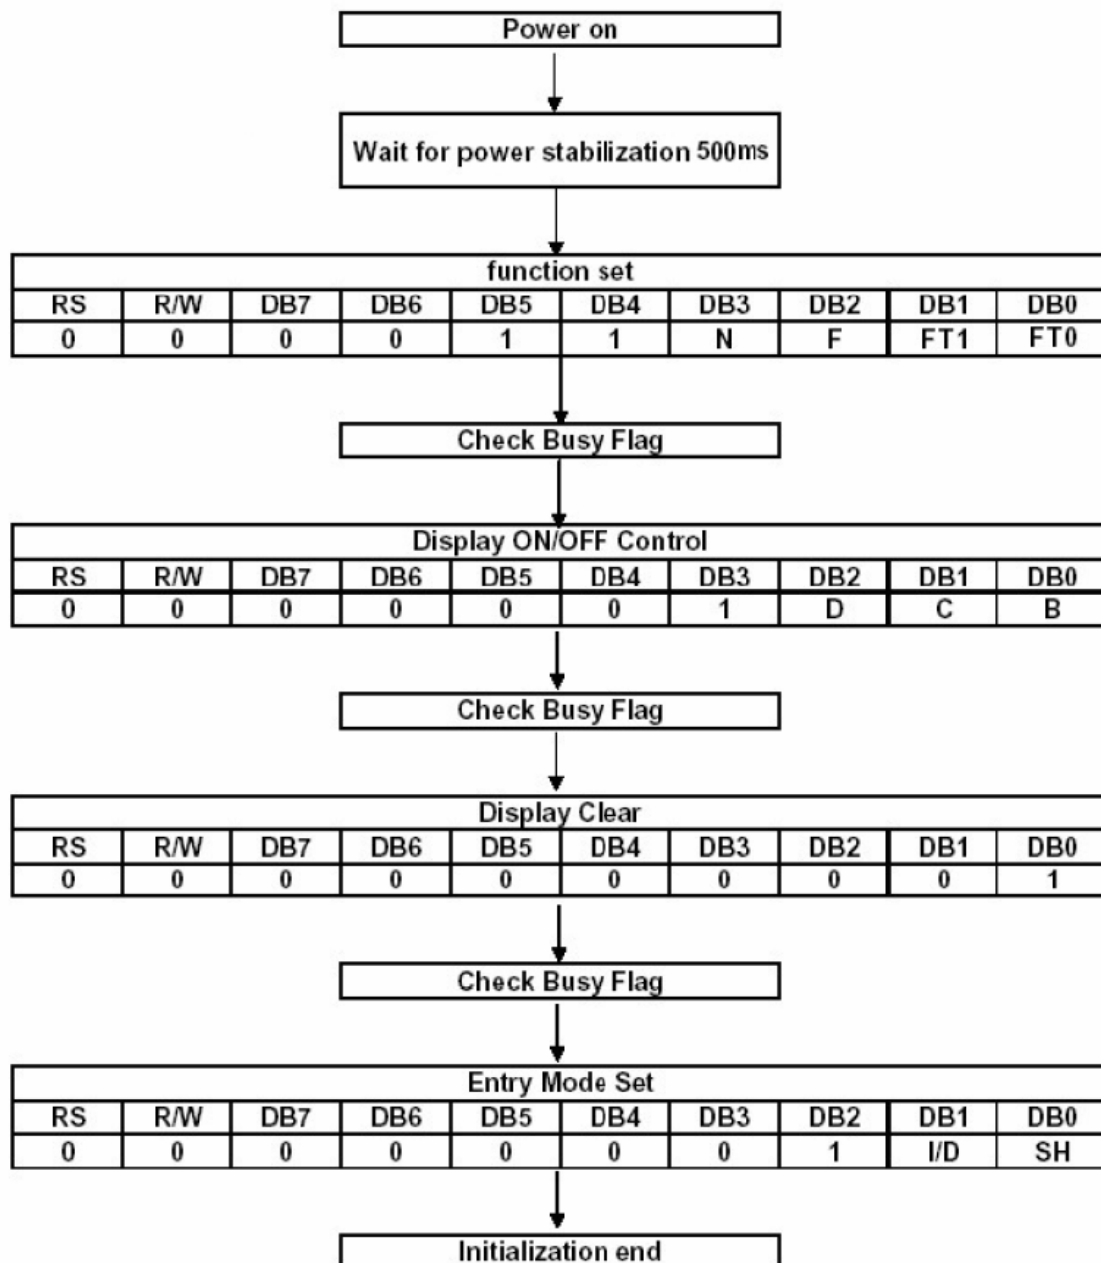 Power on
Wait for power stabilization 500ms
function set
RS R/W DB7 DB6 DB5 DB4 DB3 DB2 DB1 DB0
0 0 0 0 1 1 N F FT1 FT0
Check Busy Flag
Display ON/OFF Control
RS R/W DB7 DB6 DB5 DB4 DB3 DB2 DB1 DB0
0 0 0 0 0 0 1 D C B
Check Busy Flag
Display Clear
RS R/W DB7 DB6 DB5 DB4 DB3 DB2 DB1 DB0
0 0 0 0 0 0 0 0 0 1
Check Busy Flag
Entry Mode Set
RS R/W DB7 DB6 DB5 DB4 DB3 DB2 DB1 DB0
0 0 0 0 0 0 0 1 I/D SH
Initialization end